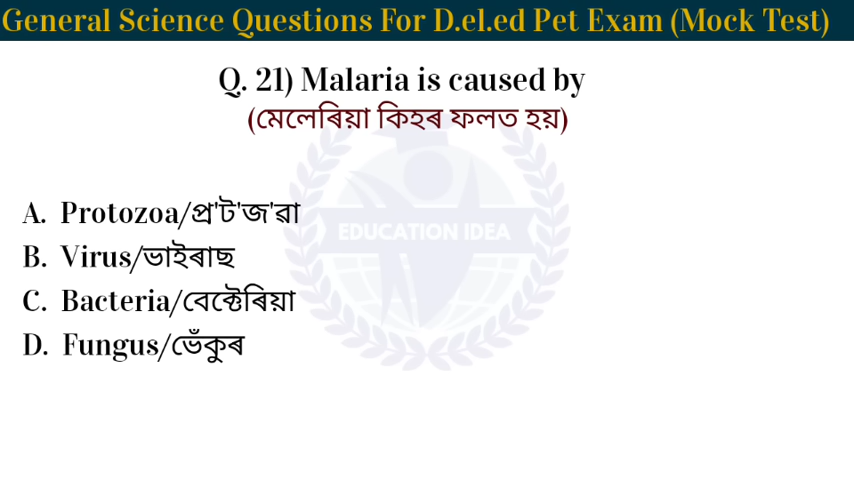 General Science Questions For D.el.ed Pet Exam (Mock Test)
Q. 21) Malaria is caused by
(মেলেৰিয়া কিহৰ ফলত হয়)
A. Protozoa/প্ৰ'ট'জ'ৱা
B. Virus/ভাইৰাছ
EDUCATION IDEA
C. Bacteria/বেক্টেৰিয়া
D. Fungus/ভেঁকুৰ